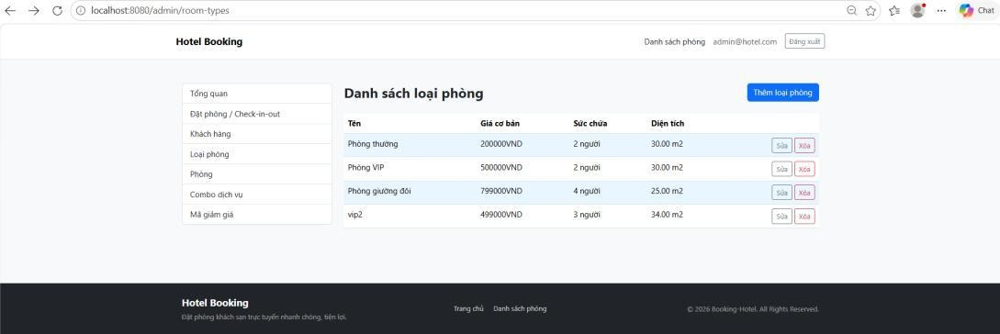 localhost:8080/admin/room-types
Chat
Hotel Booking
Danh sách phòng admin@hotel.com Đăng xuất
Tổng quan
Đặt phòng / Check-in-out
Khách hàng
Loại phòng
Phòng
Combo dịch vụ
Mã giảm giá
Danh sách loại phòng
Thêm loại phòng
Tên Giá cơ bản Sức chứa Diện tích
Phòng thường 200000VND 2 người 30.00 m2 Sửa Xóa
Phòng VIP 500000VND 2 người 30.00 m2 Sửa Xóa
Phòng giường đôi 799000VND 4 người 25.00 m2 Sửa Xóa
vip2 499000VND 3 người 34.00 m2 Sửa Xóa
Hotel Booking
Đặt phòng khách sạn trực tuyến nhanh chóng, tiện lợi.
Trang chủ Danh sách phòng
© 2026 Booking-Hotel. All Rights Reserved.